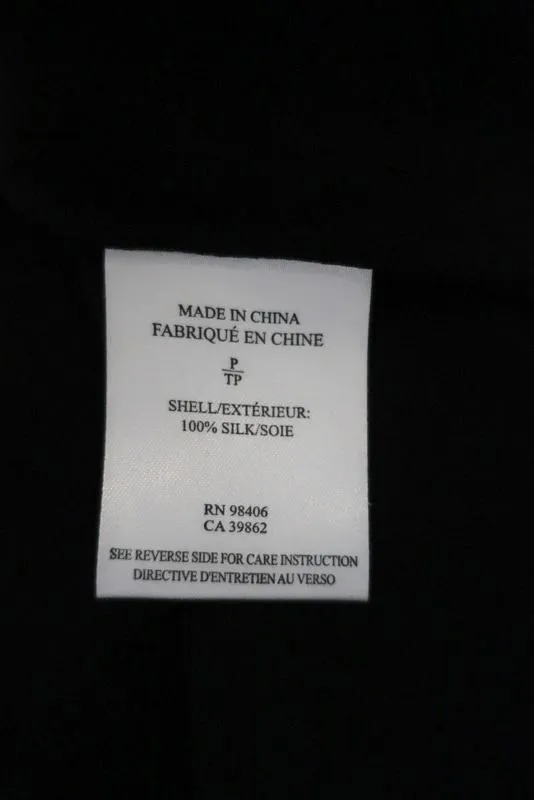 MADE IN CHINA
FABRIQUÉ EN CHINE
P
TP
SHELL/EXTÉRIEUR:
100% SILK/SOIE
RN 98406
CA 39862
SEE REVERSE SIDE FOR CARE INSTRUCTION
DIRECTIVE D'ENTRETIEN AU VERSO